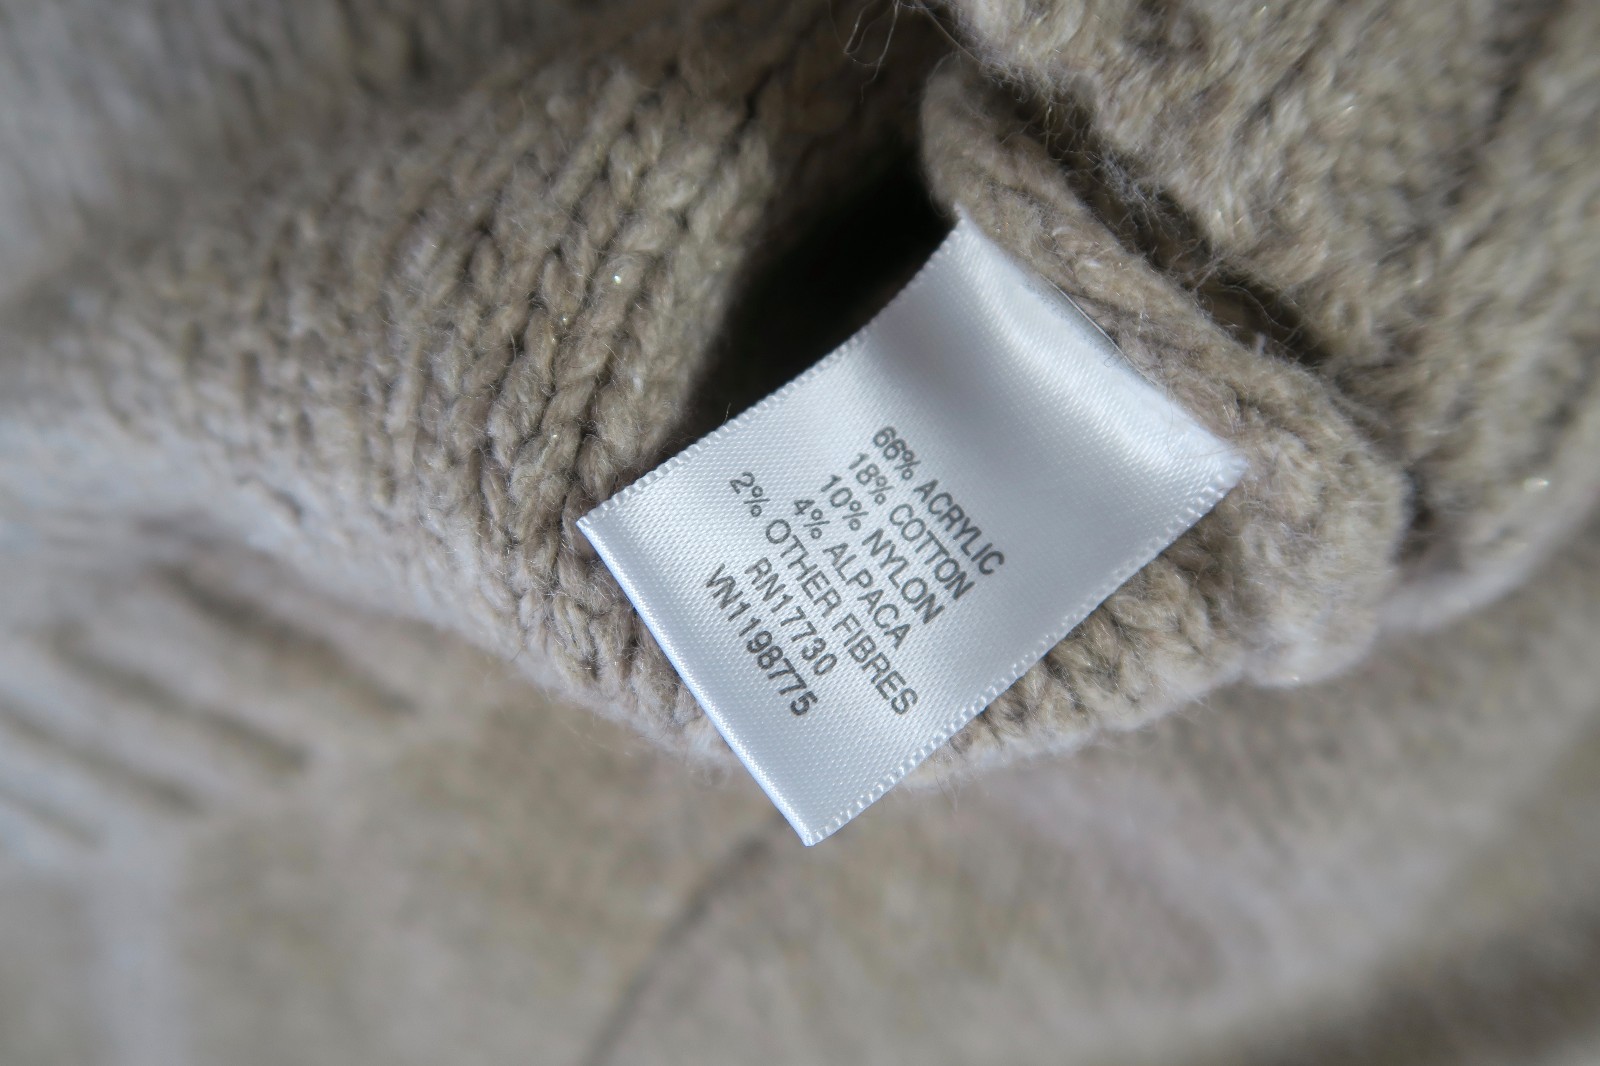 66% ACRYLIC
18% COTTON
10% NYLON
4% ALPACA
2% OTHER FIBRES
RN17730
VN1198775